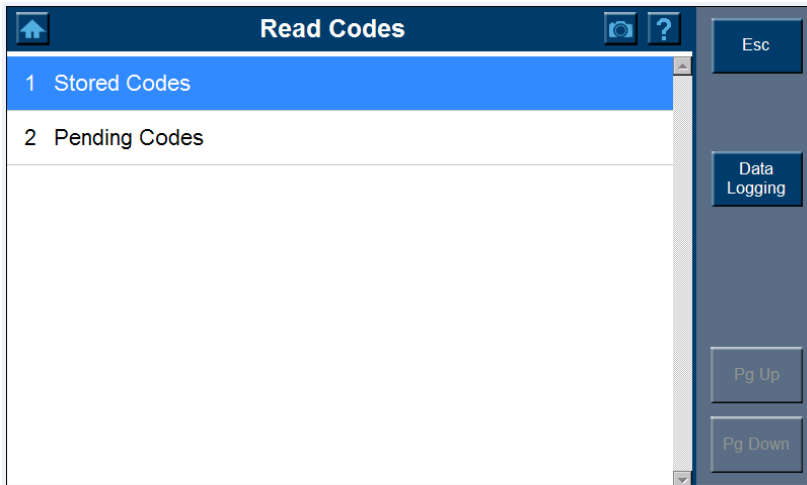 Read Codes
?
Esc
1 Stored Codes
2 Pending Codes
Data
Logging
Pg Up
Pg Down